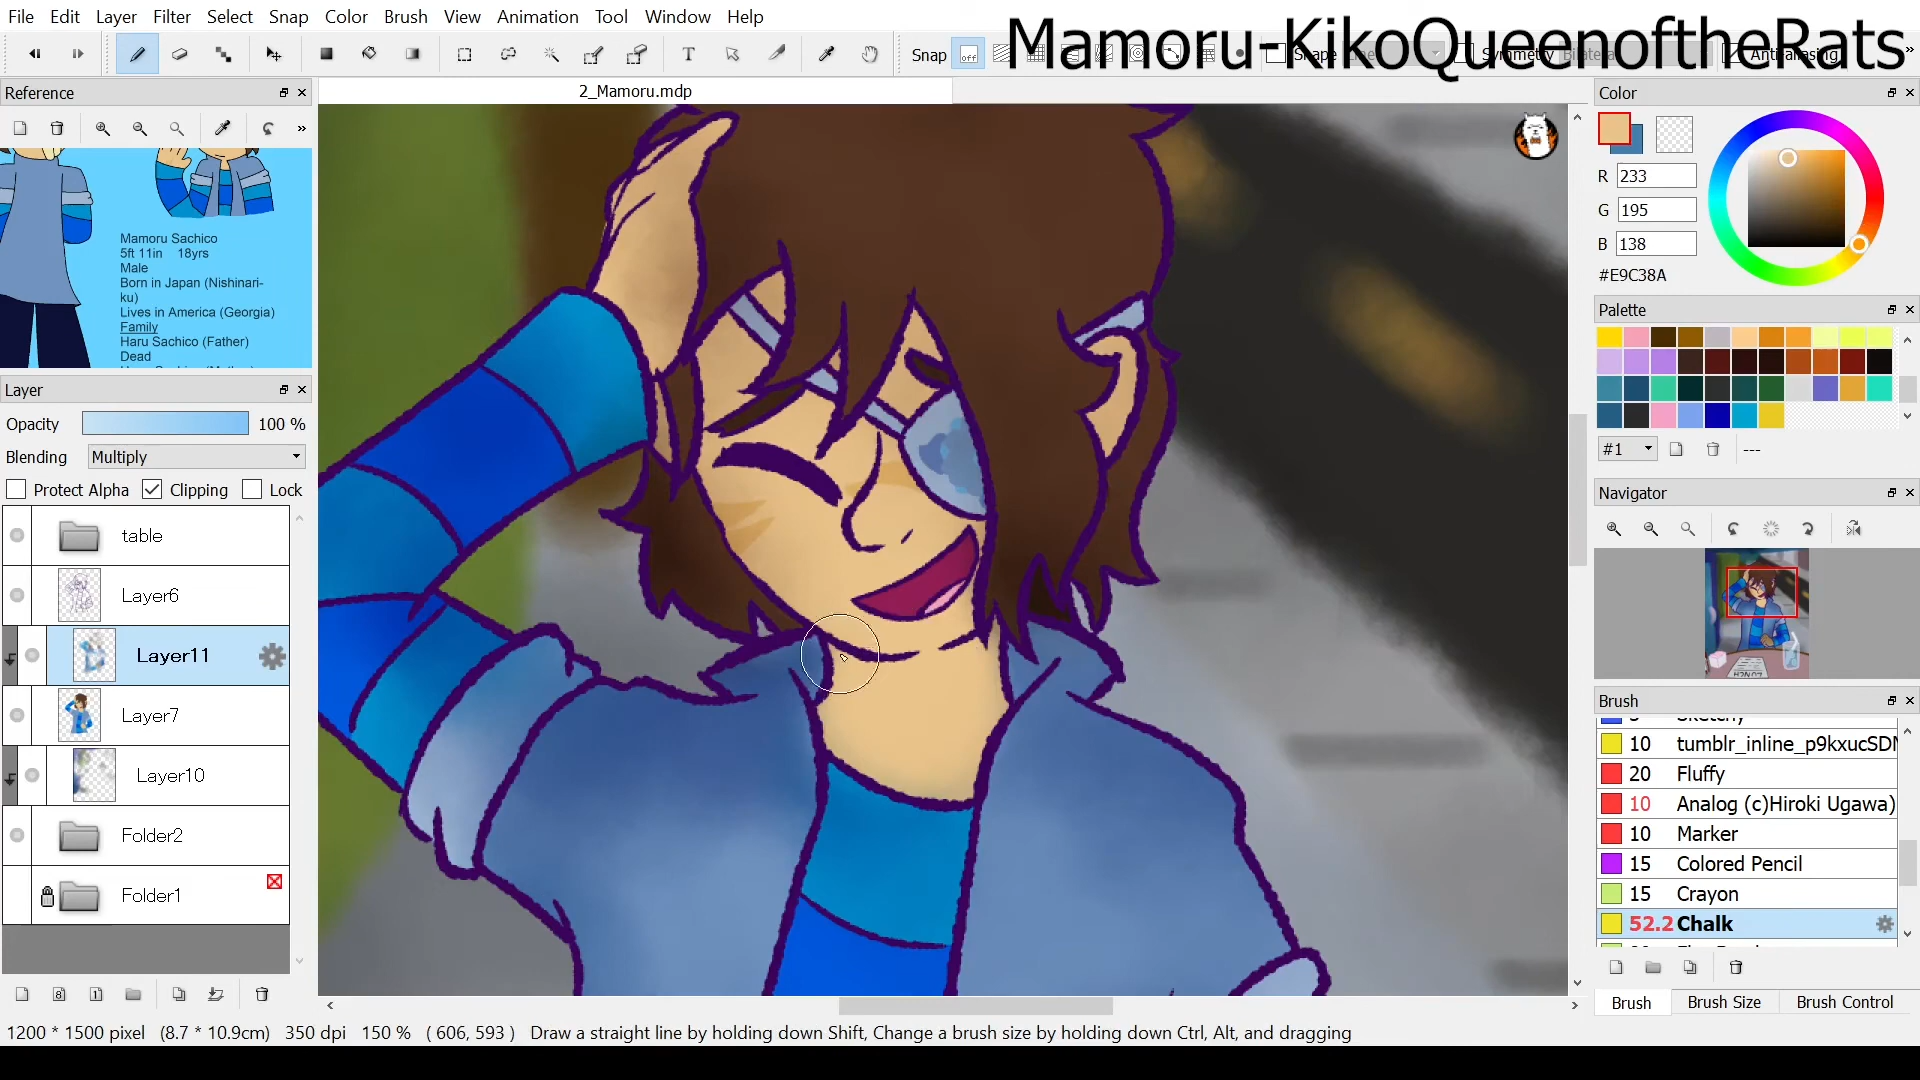 File Edit Layer Filter Select Snap Color Brush View Animation Tool Window Help
Mamoru-KikoQueenoftheRats
Snap off Shape Symmetry Anti-aliasing
Reference
2_Mamoru.mdp
Color
R 233
G 195
B 138
#E9C38A
Mamoru Sachico
5ft 11in 18yrs
Male
Born in Japan (Nishinari-
ku)
Lives in America (Georgia)
Family
Haru Sachico (Father)
Dead
Palette
#1 ---
Layer
Opacity 100 %
Blending Multiply
Protect Alpha Clipping Lock
table
Layer6
Layer11
Layer7
Layer10
Folder2
Folder1
Navigator
Brush
10 tumblr_inline_p9kxucSDN
20 Fluffy
10 Analog (c)Hiroki Ugawa)
10 Marker
15 Colored Pencil
15 Crayon
52.2 Chalk
Brush Brush Size Brush Control
1200 * 1500 pixel (8.7 * 10.9cm) 350 dpi 150 % ( 606, 593 ) Draw a straight line by holding down Shift, Change a brush size by holding down Ctrl, Alt, and dragging